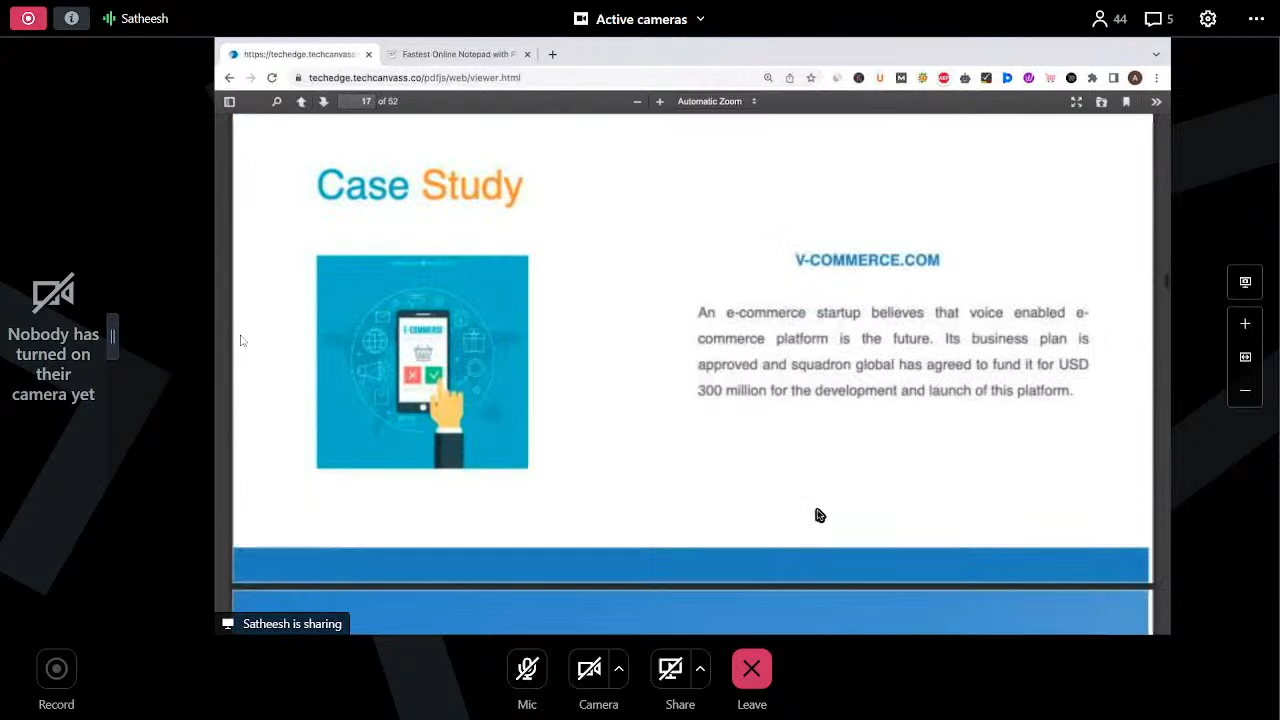 Satheesh
Active cameras
44
5
https://techedge.techcanvass
Fastest Online Notepad with P
techedge.techcanvass.co/pdfjs/web/viewer.html
A
17 of 52
Automatic Zoom
Case Study
E-COMMERCE
V-COMMERCE.COM
An e-commerce startup believes that voice enabled e-
commerce platform is the future. Its business plan is
approved and squadron global has agreed to fund it for USD
300 million for the development and launch of this platform.
Nobody has
turned on
their
camera yet
Satheesh is sharing
Record
Mic
Camera
Share
Leave